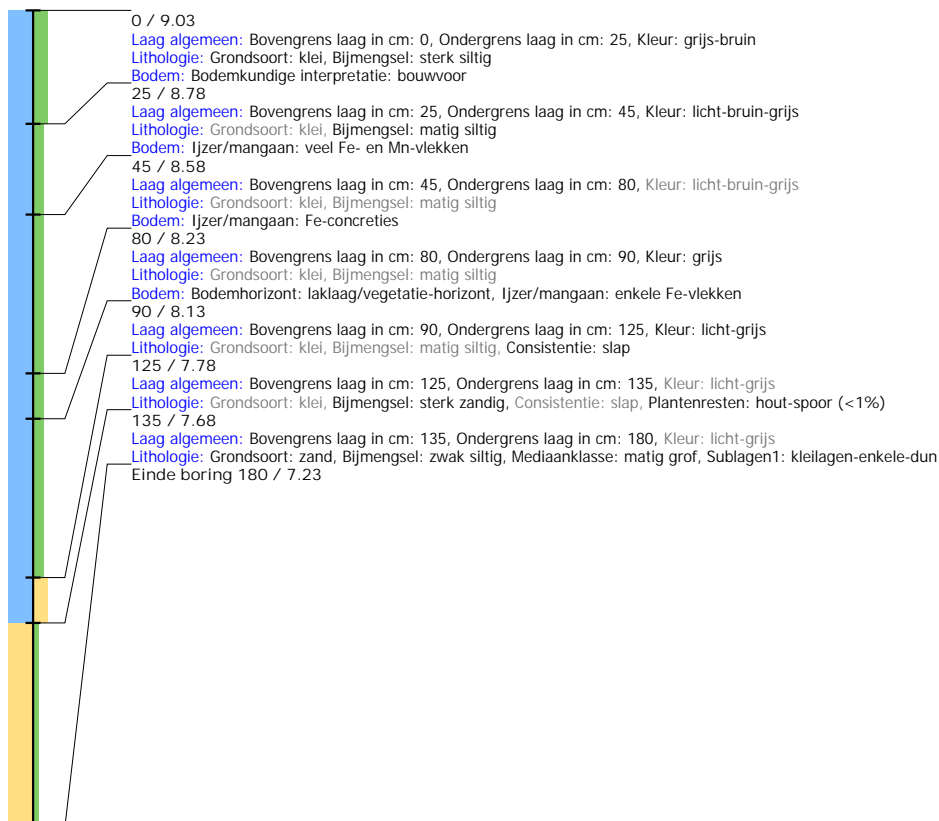 0 / 9.03
Laag algemeen: Bovengrens laag in cm: 0, Ondergrens laag in cm: 25, Kleur: grijs-bruin
Lithologie: Grondsoort: klei, Bijmengsel: sterk siltig
Bodem: Bodemkundige interpretatie: bouwvoor
25 / 8.78
Laag algemeen: Bovengrens laag in cm: 25, Ondergrens laag in cm: 45, Kleur: licht-bruin-grijs
Lithologie: Grondsoort: klei, Bijmengsel: matig siltig
Bodem: Ijzer/mangaan: veel Fe- en Mn-vlekken
45 / 8.58
Laag algemeen: Bovengrens laag in cm: 45, Ondergrens laag in cm: 80, Kleur: licht-bruin-grijs
Lithologie: Grondsoort: klei, Bijmengsel: matig siltig
Bodem: Ijzer/mangaan: Fe-concreties
80 / 8.23
Laag algemeen: Bovengrens laag in cm: 80, Ondergrens laag in cm: 90, Kleur: grijs
Lithologie: Grondsoort: klei, Bijmengsel: matig siltig
Bodem: Bodemhorizont: laklaag/vegetatie-horizont, Ijzer/mangaan: enkele Fe-vlekken
90 / 8.13
Laag algemeen: Bovengrens laag in cm: 90, Ondergrens laag in cm: 125, Kleur: licht-grijs
Lithologie: Grondsoort: klei, Bijmengsel: matig siltig, Consistentie: slap
125 / 7.78
Laag algemeen: Bovengrens laag in cm: 125, Ondergrens laag in cm: 135, Kleur: licht-grijs
Lithologie: Grondsoort: klei, Bijmengsel: sterk zandig, Consistentie: slap, Plantenresten: hout-spoor (<1%)
135 / 7.68
Laag algemeen: Bovengrens laag in cm: 135, Ondergrens laag in cm: 180, Kleur: licht-grijs
Lithologie: Grondsoort: zand, Bijmengsel: zwak siltig, Mediaanklasse: matig grof, Sublagen1: kleilagen-enkele-dun
Einde boring 180 / 7.23